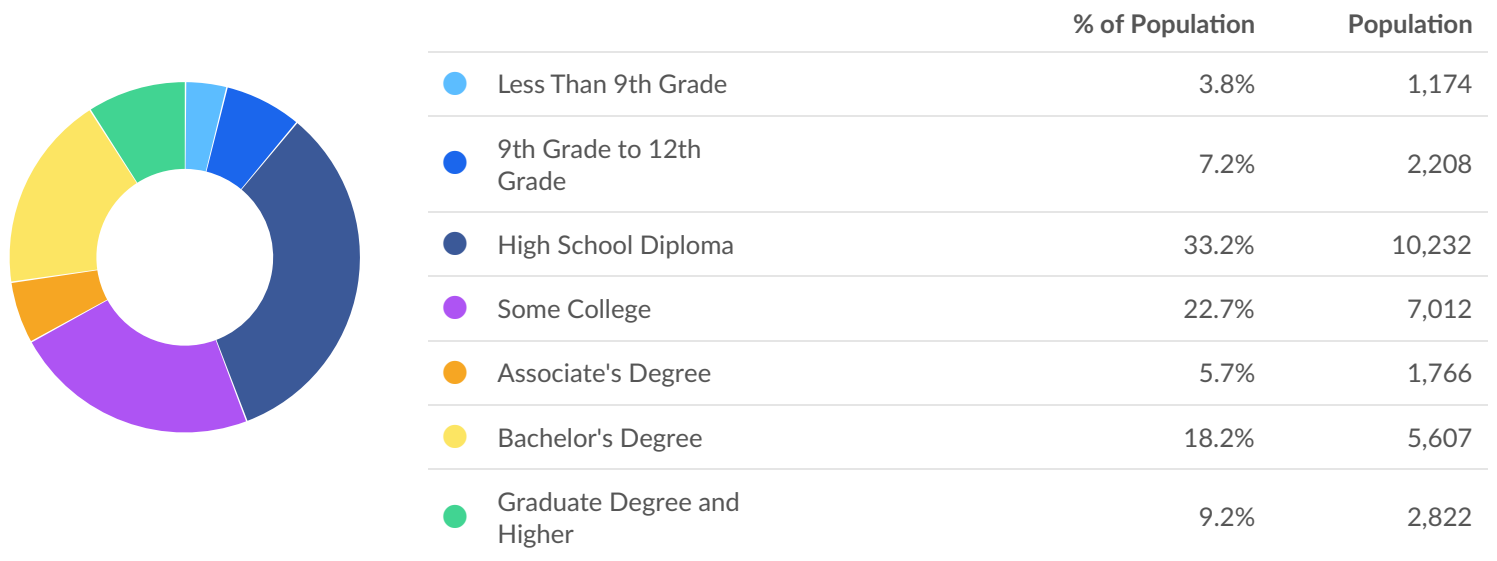 % of Population Population
Less Than 9th Grade 3.8% 1,174
9th Grade to 12th
Grade 7.2% 2,208
High School Diploma 33.2% 10,232
Some College 22.7% 7,012
Associate's Degree 5.7% 1,766
Bachelor's Degree 18.2% 5,607
Graduate Degree and
Higher 9.2% 2,822